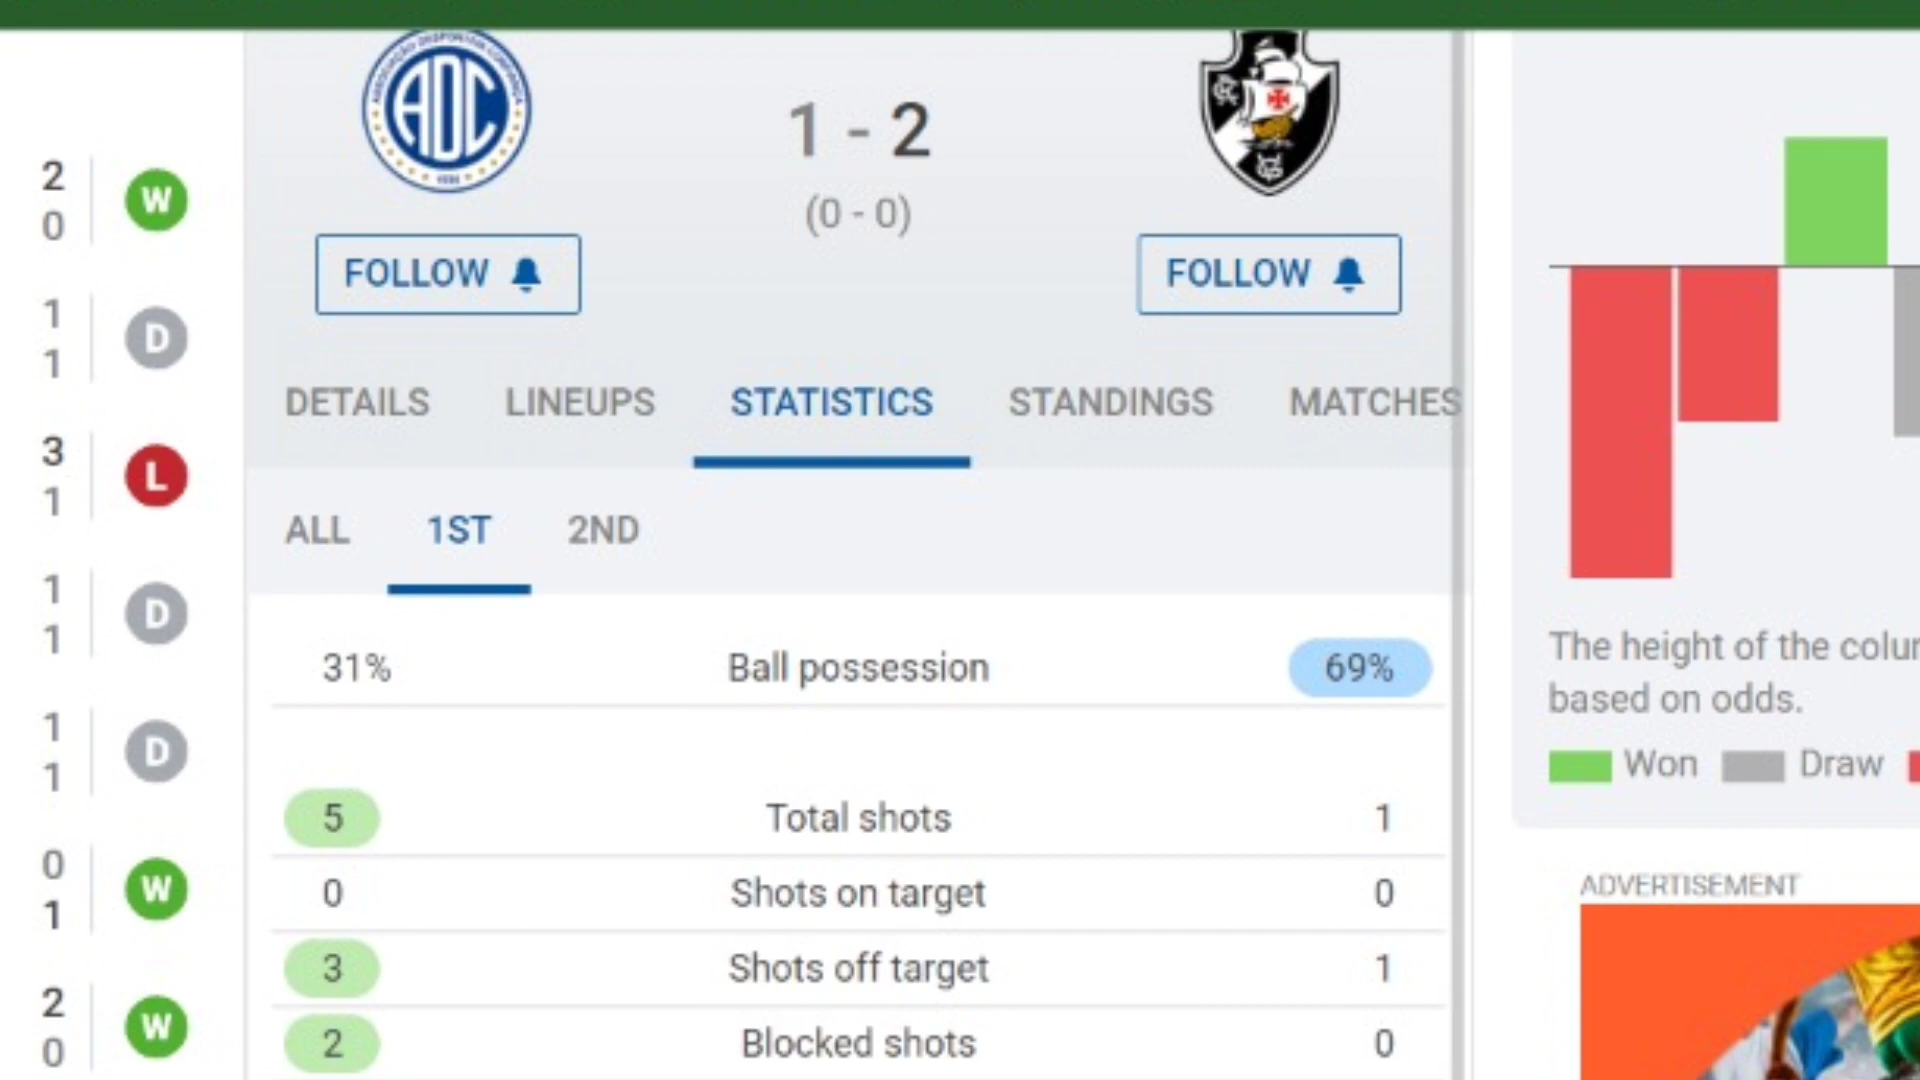 2
0
W
1
1
D
3
1
L
1
1
D
1
1
D
0
1
W
2
0
W
ADC
1 - 2
(0 - 0)
FOLLOW
FOLLOW
DETAILS LINEUPS STATISTICS STANDINGS MATCHES
ALL 1ST 2ND
31% Ball possession 69%
5 Total shots 1
0 Shots on target 0
3 Shots off target 1
2 Blocked shots 0
The height of the colu
based on odds.
Won Draw
ADVERTISEMENT